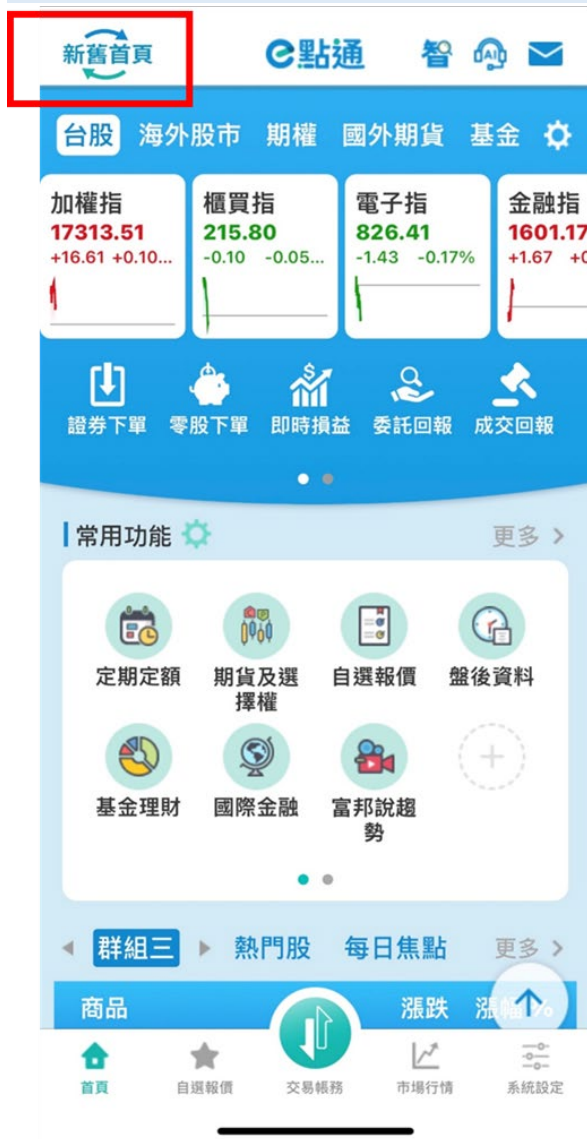 新舊首頁
e點通
智
AI
台股 海外股市 期權 國外期貨 基金
加權指 櫃買指 電子指 金融指
17313.51 215.80 826.41 1601.17
+16.61 +0.10... -0.10 -0.05... -1.43 -0.17% +1.67 +0
證券下單 零股下單 即時損益 委託回報 成交回報
常用功能 更多 >
定期定額 期貨及選擇權 自選報價 盤後資料
基金理財 國際金融 富邦說趨勢
群組三 熱門股 每日焦點 更多 >
商品 漲跌 漲幅%
首頁 自選報價 交易帳務 市場行情 系統設定